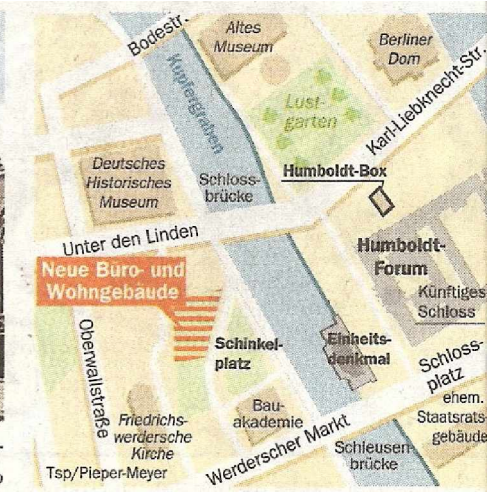 Bodestr.
Altes
Museum
Berliner
Dom
Kupfergraben
Lust-
garten
Karl-Liebknecht-Str.
Deutsches
Historisches
Museum
Schloss-
brücke
Humboldt-Box
Unter den Linden
Humboldt-
Forum
Neue Büro- und
Wohngebäude
Künftiges
Schloss
Oberwallstraße
Schinkel-
platz
Einheits-
denkmal
Schloss-
platz
Friedrichs-
werdersche
Kirche
Bau-
akademie
Werderscher Markt
ehem.
Staatsrats-
gebäude
Schleusen-
brücke
Tsp/Pieper-Meyer